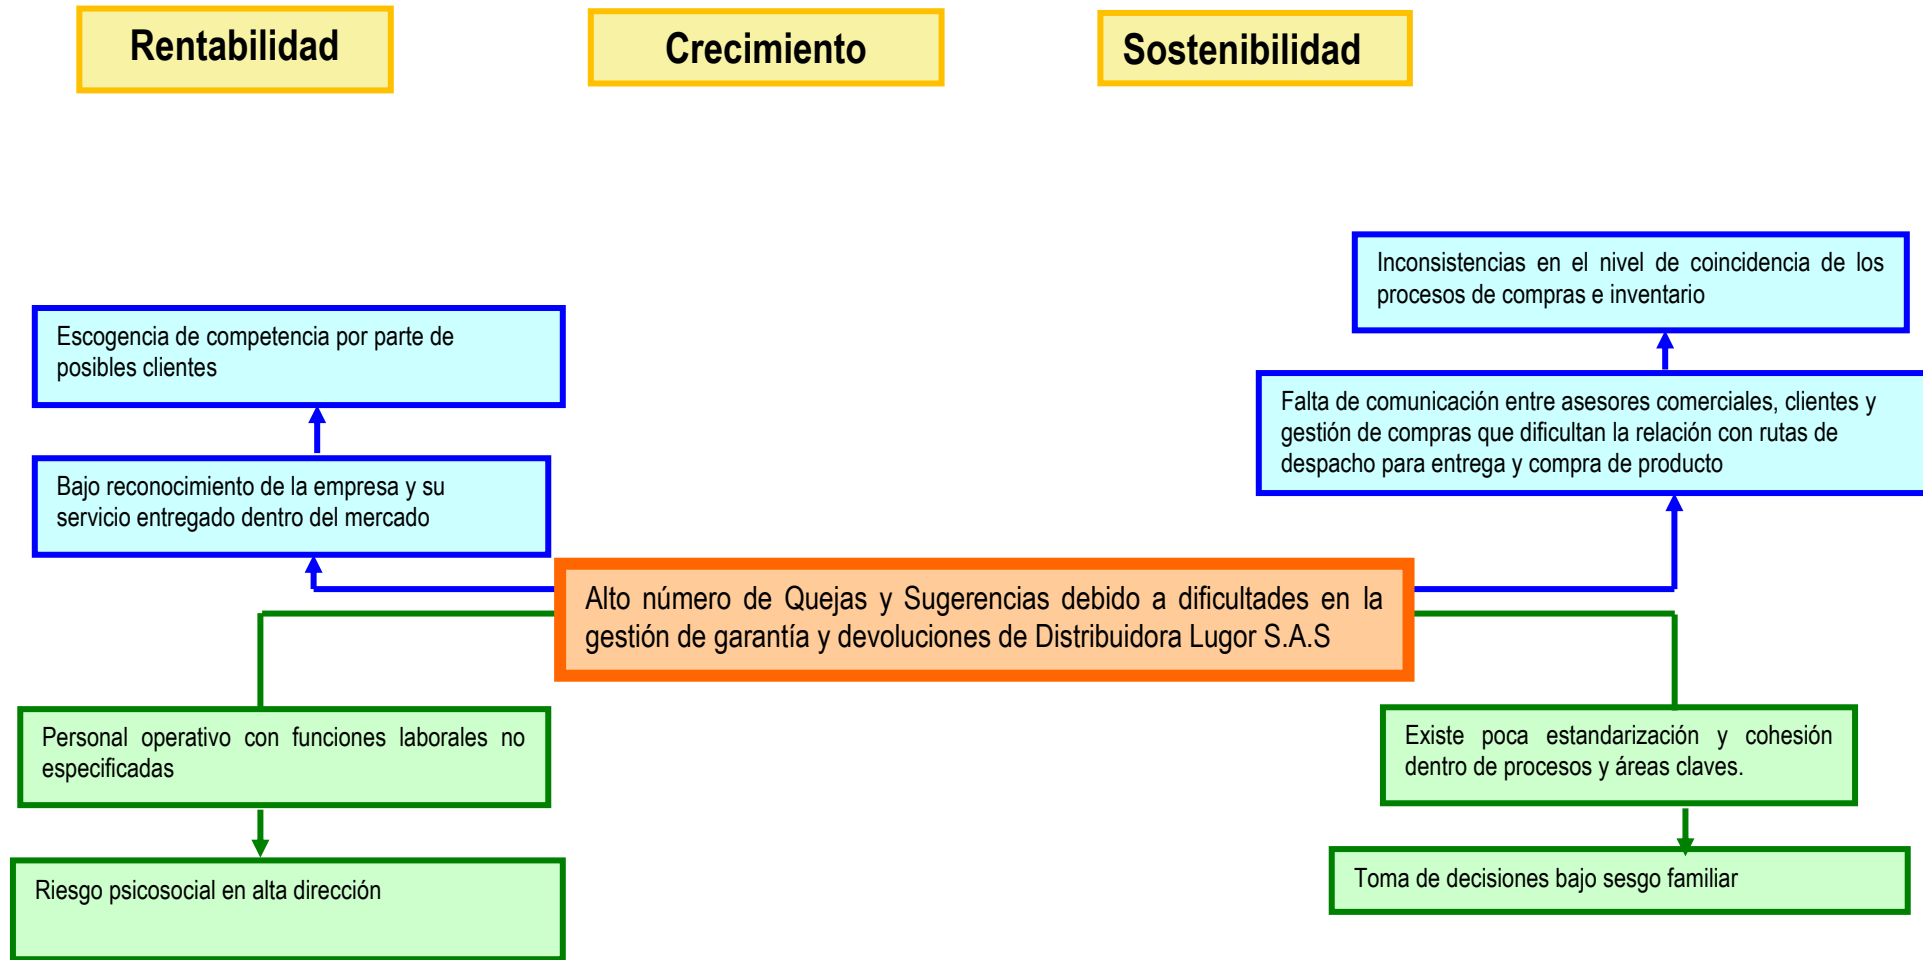 Rentabilidad
Crecimiento
Sostenibilidad
Inconsistencias en el nivel de coincidencia de los
procesos de compras e inventario
Escogencia de competencia por parte de
posibles clientes
Falta de comunicación entre asesores comerciales, clientes y
gestión de compras que dificultan la relación con rutas de
despacho para entrega y compra de producto
Bajo reconocimiento de la empresa y su
servicio entregado dentro del mercado
Alto número de Quejas y Sugerencias debido a dificultades en la
gestión de garantía y devoluciones de Distribuidora Lugor S.A.S
Personal operativo con funciones laborales no
especificadas
Existe poca estandarización y cohesión
dentro de procesos y áreas claves.
Riesgo psicosocial en alta dirección
Toma de decisiones bajo sesgo familiar